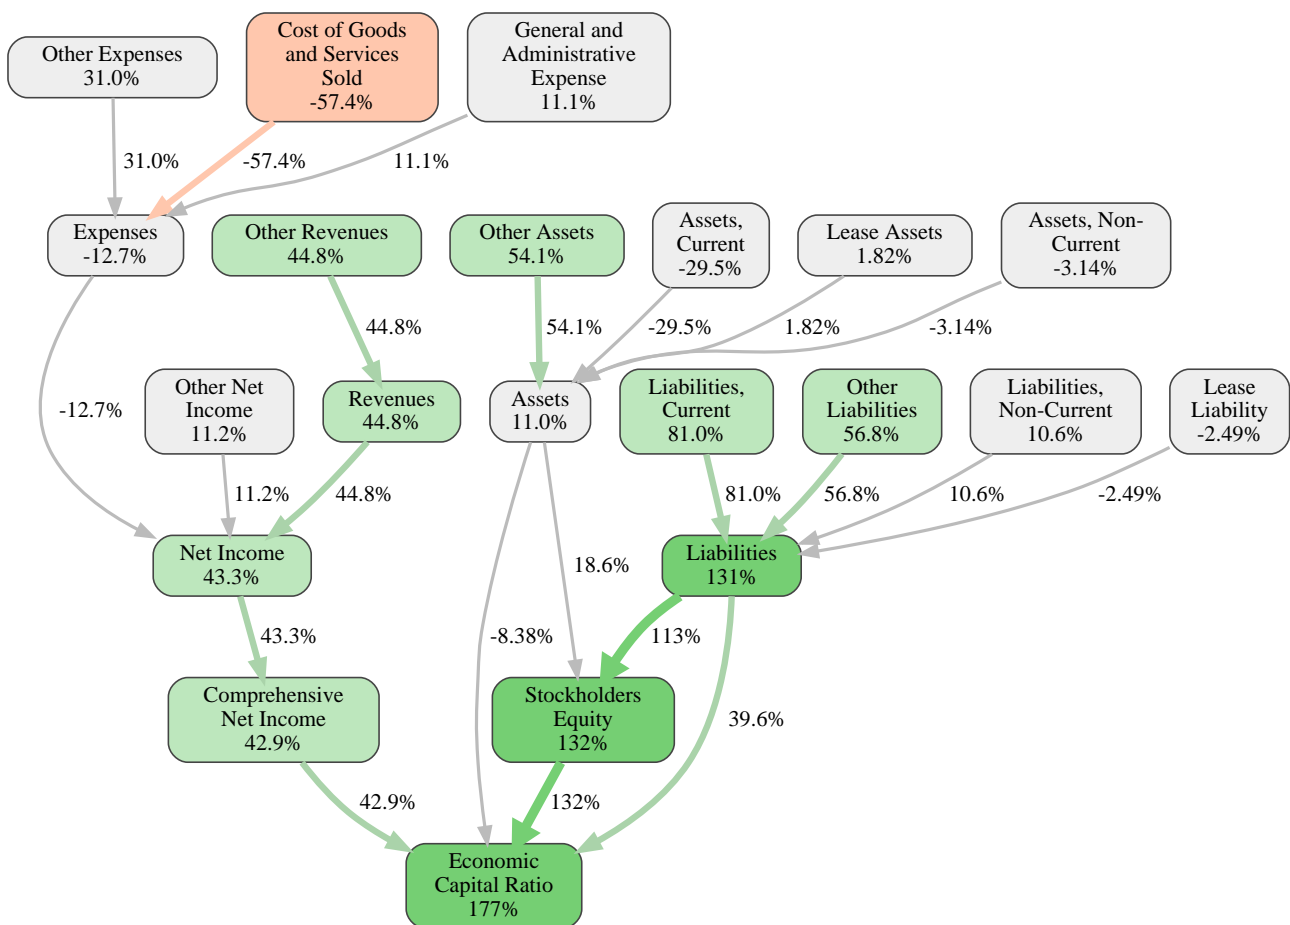 Other Expenses
31.0%
Cost of Goods
and Services
Sold
-57.4%
General and
Administrative
Expense
11.1%
31.0%
-57.4%
11.1%
Expenses
-12.7%
Other Revenues
44.8%
Other Assets
54.1%
Assets,
Current
-29.5%
Lease Assets
1.82%
Assets, Non-
Current
-3.14%
44.8%
54.1%
-29.5%
1.82%
-3.14%
-12.7%
Other Net
Income
11.2%
Revenues
44.8%
Assets
11.0%
Liabilities,
Current
81.0%
Other
Liabilities
56.8%
Liabilities,
Non-Current
10.6%
Lease
Liability
-2.49%
11.2%
44.8%
81.0%
56.8%
10.6%
-2.49%
Net Income
43.3%
18.6%
Liabilities
131%
43.3%
-8.38%
113%
Comprehensive
Net Income
42.9%
Stockholders
Equity
132%
39.6%
42.9%
132%
Economic
Capital Ratio
177%